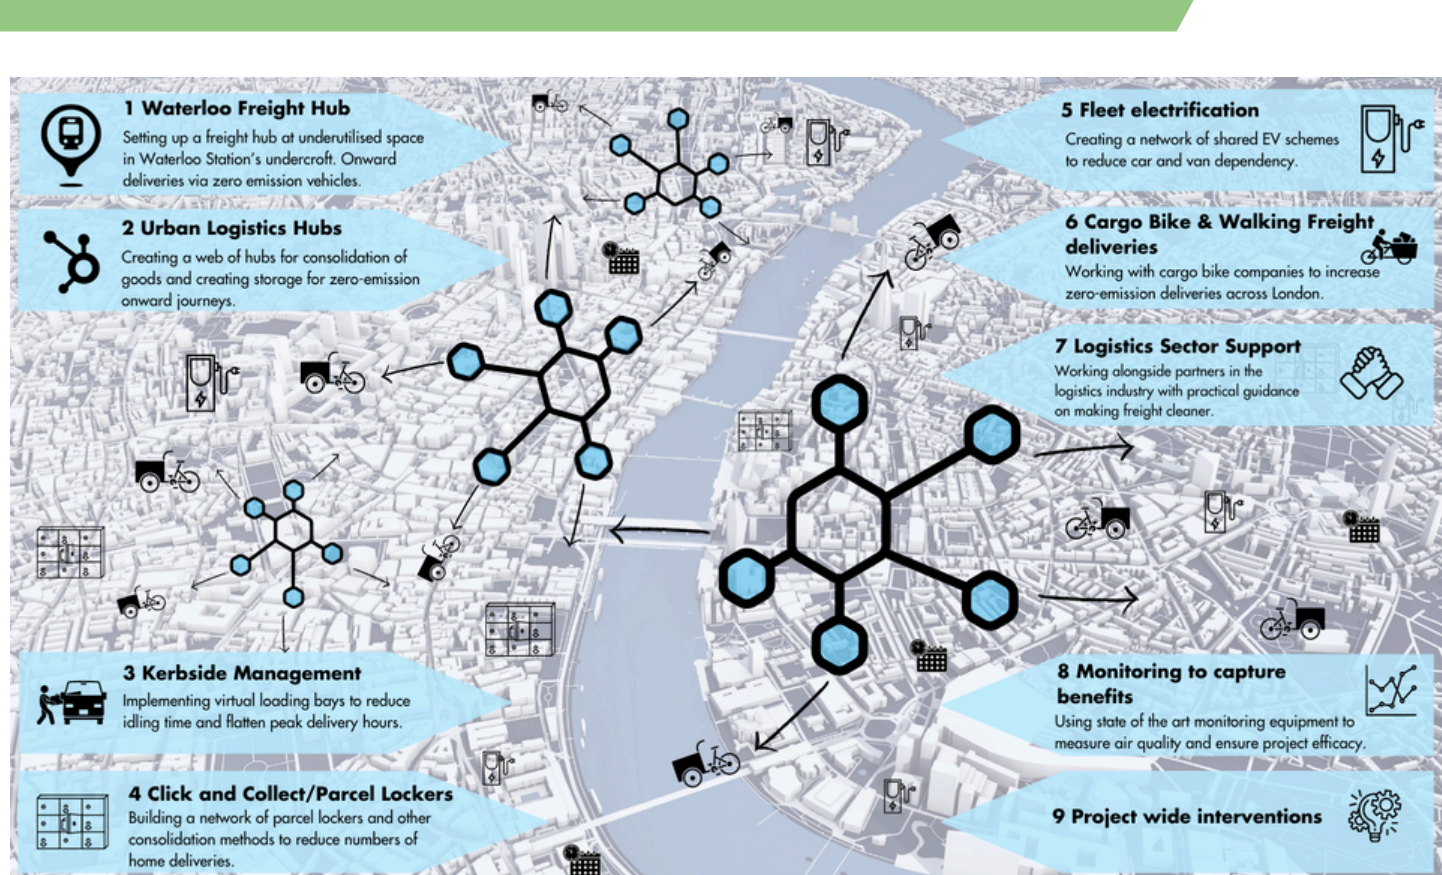 1 Waterloo Freight Hub
Setting up a freight hub at underutilised space
in Waterloo Station's undercroft. Onward
deliveries via zero emission vehicles.
2 Urban Logistics Hubs
Creating a web of hubs for consolidation of
goods and creating storage for zero-emission
onward journeys.
3 Kerbside Management
Implementing virtual loading bays to reduce
idling time and flatten peak delivery hours.
4 Click and Collect/Parcel Lockers
Building a network of parcel lockers and other
consolidation methods to reduce numbers of
home deliveries.
5 Fleet electrification
Creating a network of shared EV schemes
to reduce car and van dependency.
6 Cargo Bike & Walking Freight
deliveries
Working with cargo bike companies to increase
zero-emission deliveries across London.
7 Logistics Sector Support
Working alongside partners in the
logistics industry with practical guidance
on making freight cleaner.
8 Monitoring to capture
benefits
Using state of the art monitoring equipment to
measure air quality and ensure project efficacy.
9 Project wide interventions